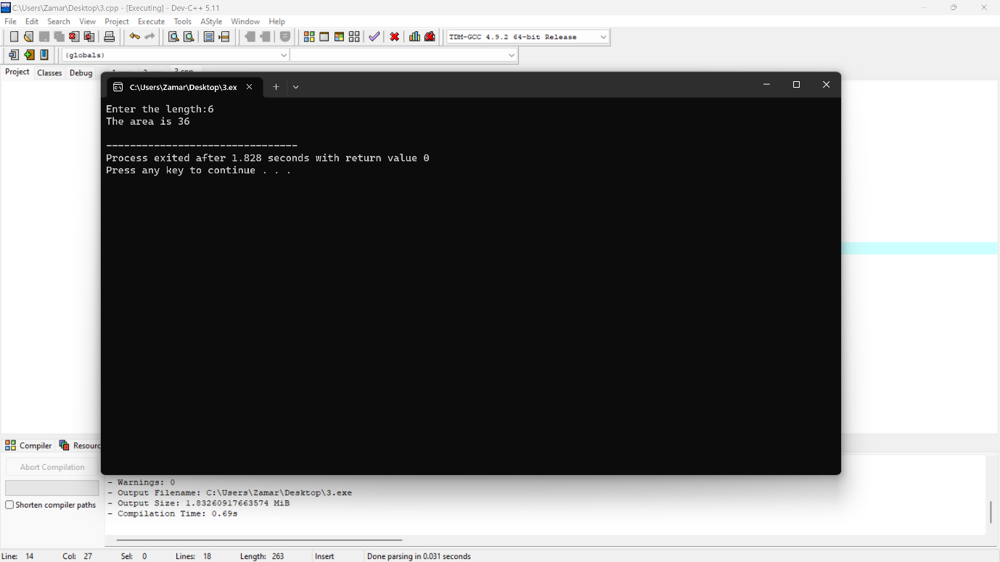 C:\Users\Zamar\Desktop\3.cpp - [Executing] - Dev-C++ 5.11
File Edit Search View Project Execute Tools AStyle Window Help
TDM-GCC 4.9.2 64-bit Release
(globals)
Project Classes Debug
C:\Users\Zamar\Desktop\3.ex
Enter the length:6
The area is 36
--------------------------------
Process exited after 1.828 seconds with return value 0
Press any key to continue . . .
Compiler Resourc
Abort Compilation
Shorten compiler paths
- Warnings: 0
- Output Filename: C:\Users\Zamar\Desktop\3.exe
- Output Size: 1.83260917663574 MiB
- Compilation Time: 0.69s
Line: 14 Col: 27 Sel: 0 Lines: 18 Length: 263 Insert Done parsing in 0.031 seconds